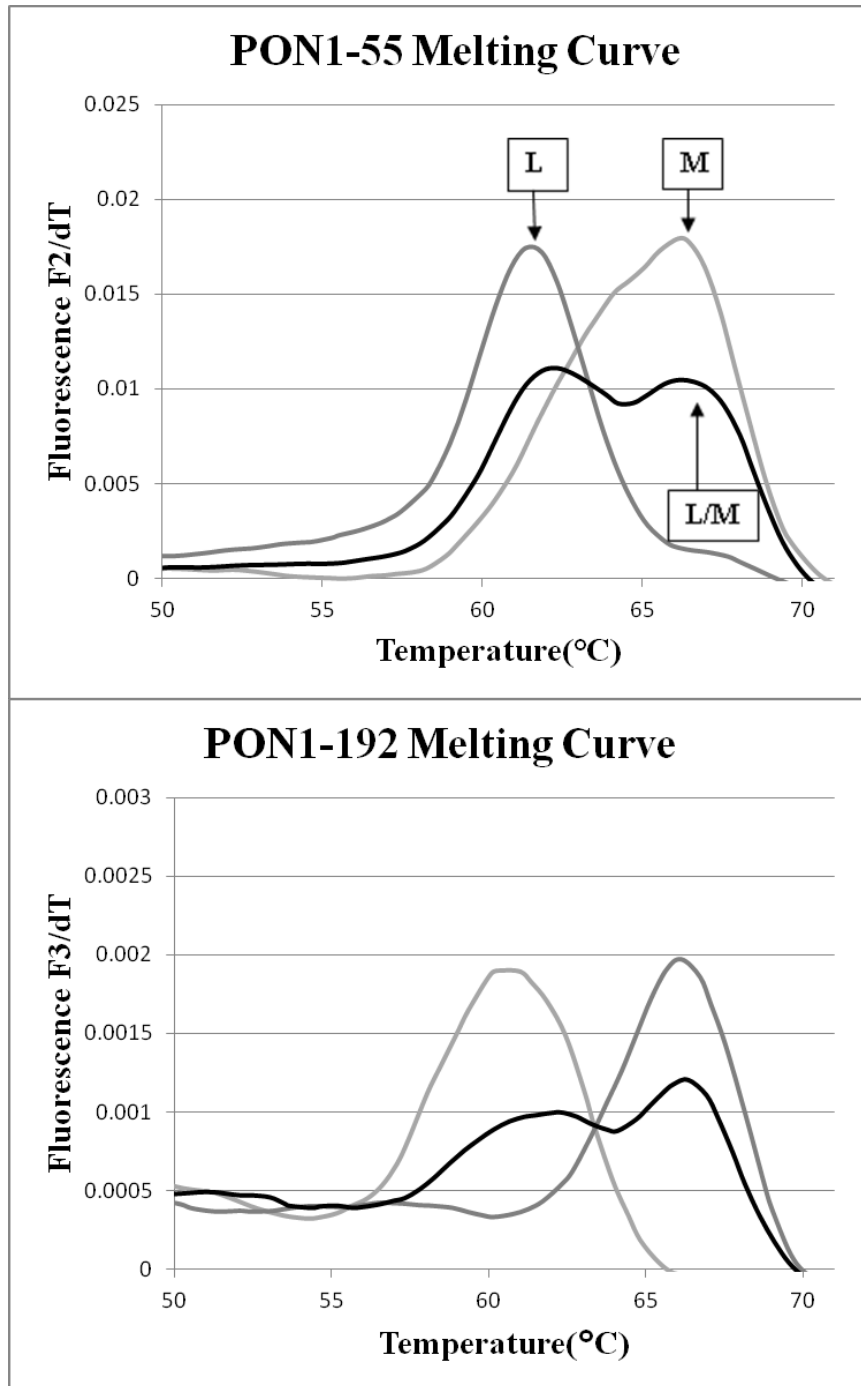 PON1-55 Melting Curve
0.025
0.02
0.015
0.01
0.005
0
Fluorescence F2/dT
L
M
L/M
50 55 60 65 70
Temperature(°C)
PON1-192 Melting Curve
0.003
0.0025
0.002
0.0015
0.001
0.0005
0
Fluorescence F3/dT
50 55 60 65 70
Temperature(°C)